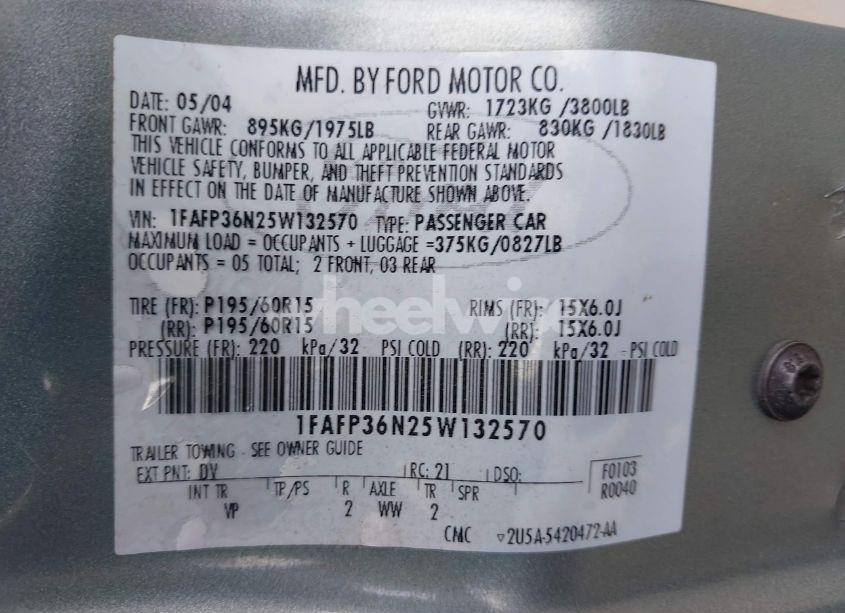 MFD. BY FORD MOTOR CO.
DATE: 05/04 GVWR: 1723KG /3800LB
FRONT GAWR: 895KG/1975LB REAR GAWR: 830KG /1830LB
THIS VEHICLE CONFORMS TO ALL APPLICABLE FEDERAL MOTOR
VEHICLE SAFETY, BUMPER, AND THEFT PREVENTION STANDARDS
IN EFFECT ON THE DATE OF MANUFACTURE SHOWN ABOVE.
VIN: 1FAFP36N25W132570 TYPE: PASSENGER CAR
MAXIMUM LOAD = OCCUPANTS + LUGGAGE =375KG/0827LB
OCCUPANTS = 05 TOTAL; 2 FRONT, 03 REAR
TIRE (FR): P195/60R15 RIMS (FR): 15X6.0J
(RR): P195/60R15 (RR): 15X6.0J
PRESSURE (FR): 220 kPa/32 PSI COLD (RR): 220 kPa/32 PSI COLD
1FAFP36N25W132570
TRAILER TOWING - SEE OWNER GUIDE
EXT PNT: DV RC: 21 DSO: F0103
R0040
INT TR TP/PS R AXLE TR SPR
VP 2 WW 2
CMC ▽2U5A-5420472-AA